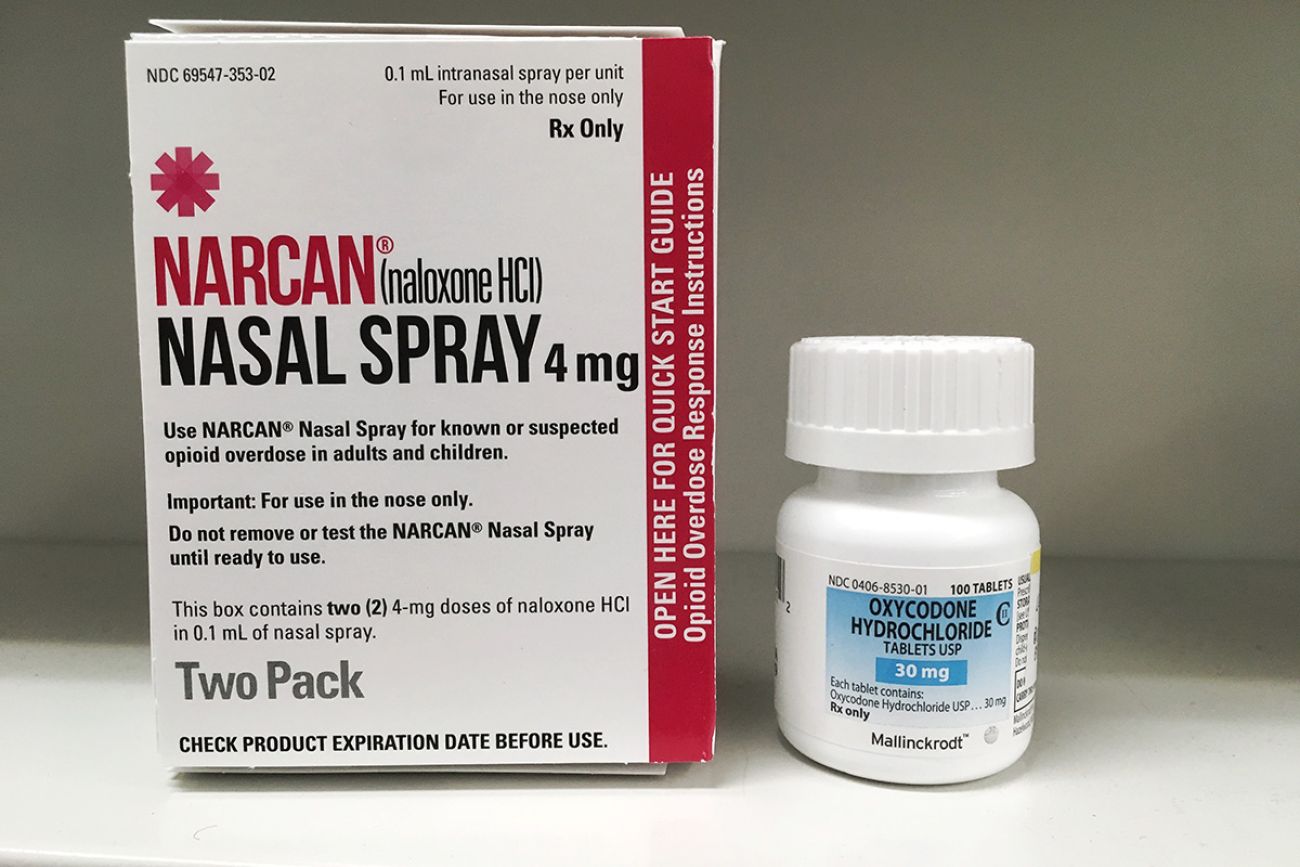 NDC 69547-353-02
0.1 mL intranasal spray per unit
For use in the nose only
Rx Only
NARCAN® (naloxone HCl)
NASAL SPRAY 4 mg
Use NARCAN® Nasal Spray for known or suspected
opioid overdose in adults and children.
Important: For use in the nose only.
Do not remove or test the NARCAN® Nasal Spray
until ready to use.
This box contains two (2) 4-mg doses of naloxone HCl
in 0.1 mL of nasal spray.
Two Pack
CHECK PRODUCT EXPIRATION DATE BEFORE USE.
OPEN HERE FOR QUICK START GUIDE
Opioid Overdose Response Instructions
NDC 0406-8530-01 100 TABLETS
OXYCODONE CII
HYDROCHLORIDE
TABLETS USP
30 mg
Each tablet contains:
Oxycodone Hydrochloride USP . . . 30 mg
Rx only
Mallinckrodt™